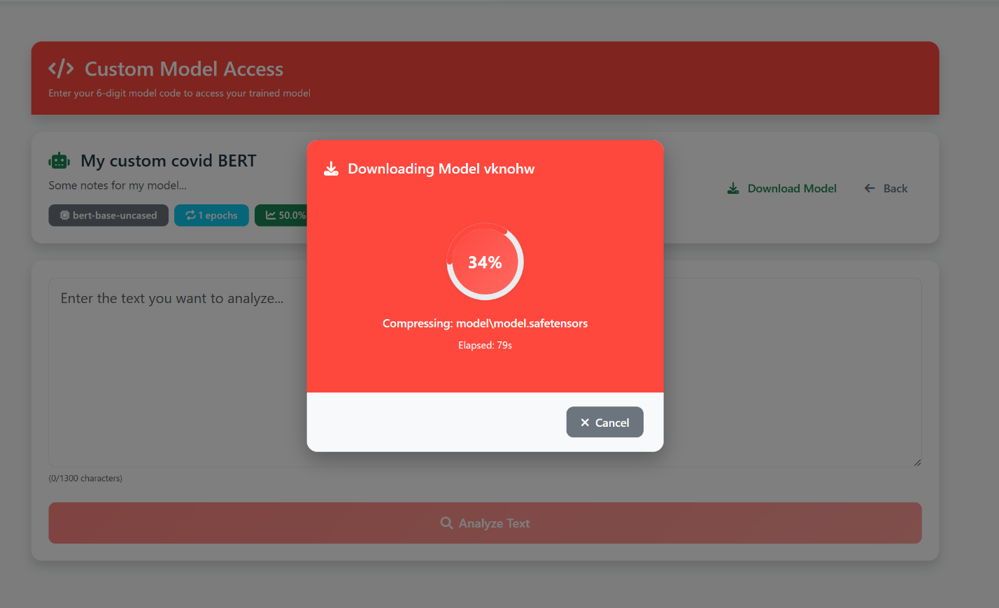 Custom Model Access
Enter your 6-digit model code to access your trained model
My custom covid BERT
Some notes for my model...
bert-base-uncased
1 epochs
50.0%
Download Model
Back
Downloading Model vknohw
34%
Compressing: model\model.safetensors
Elapsed: 79s
Cancel
Enter the text you want to analyze...
(0/1300 characters)
Analyze Text